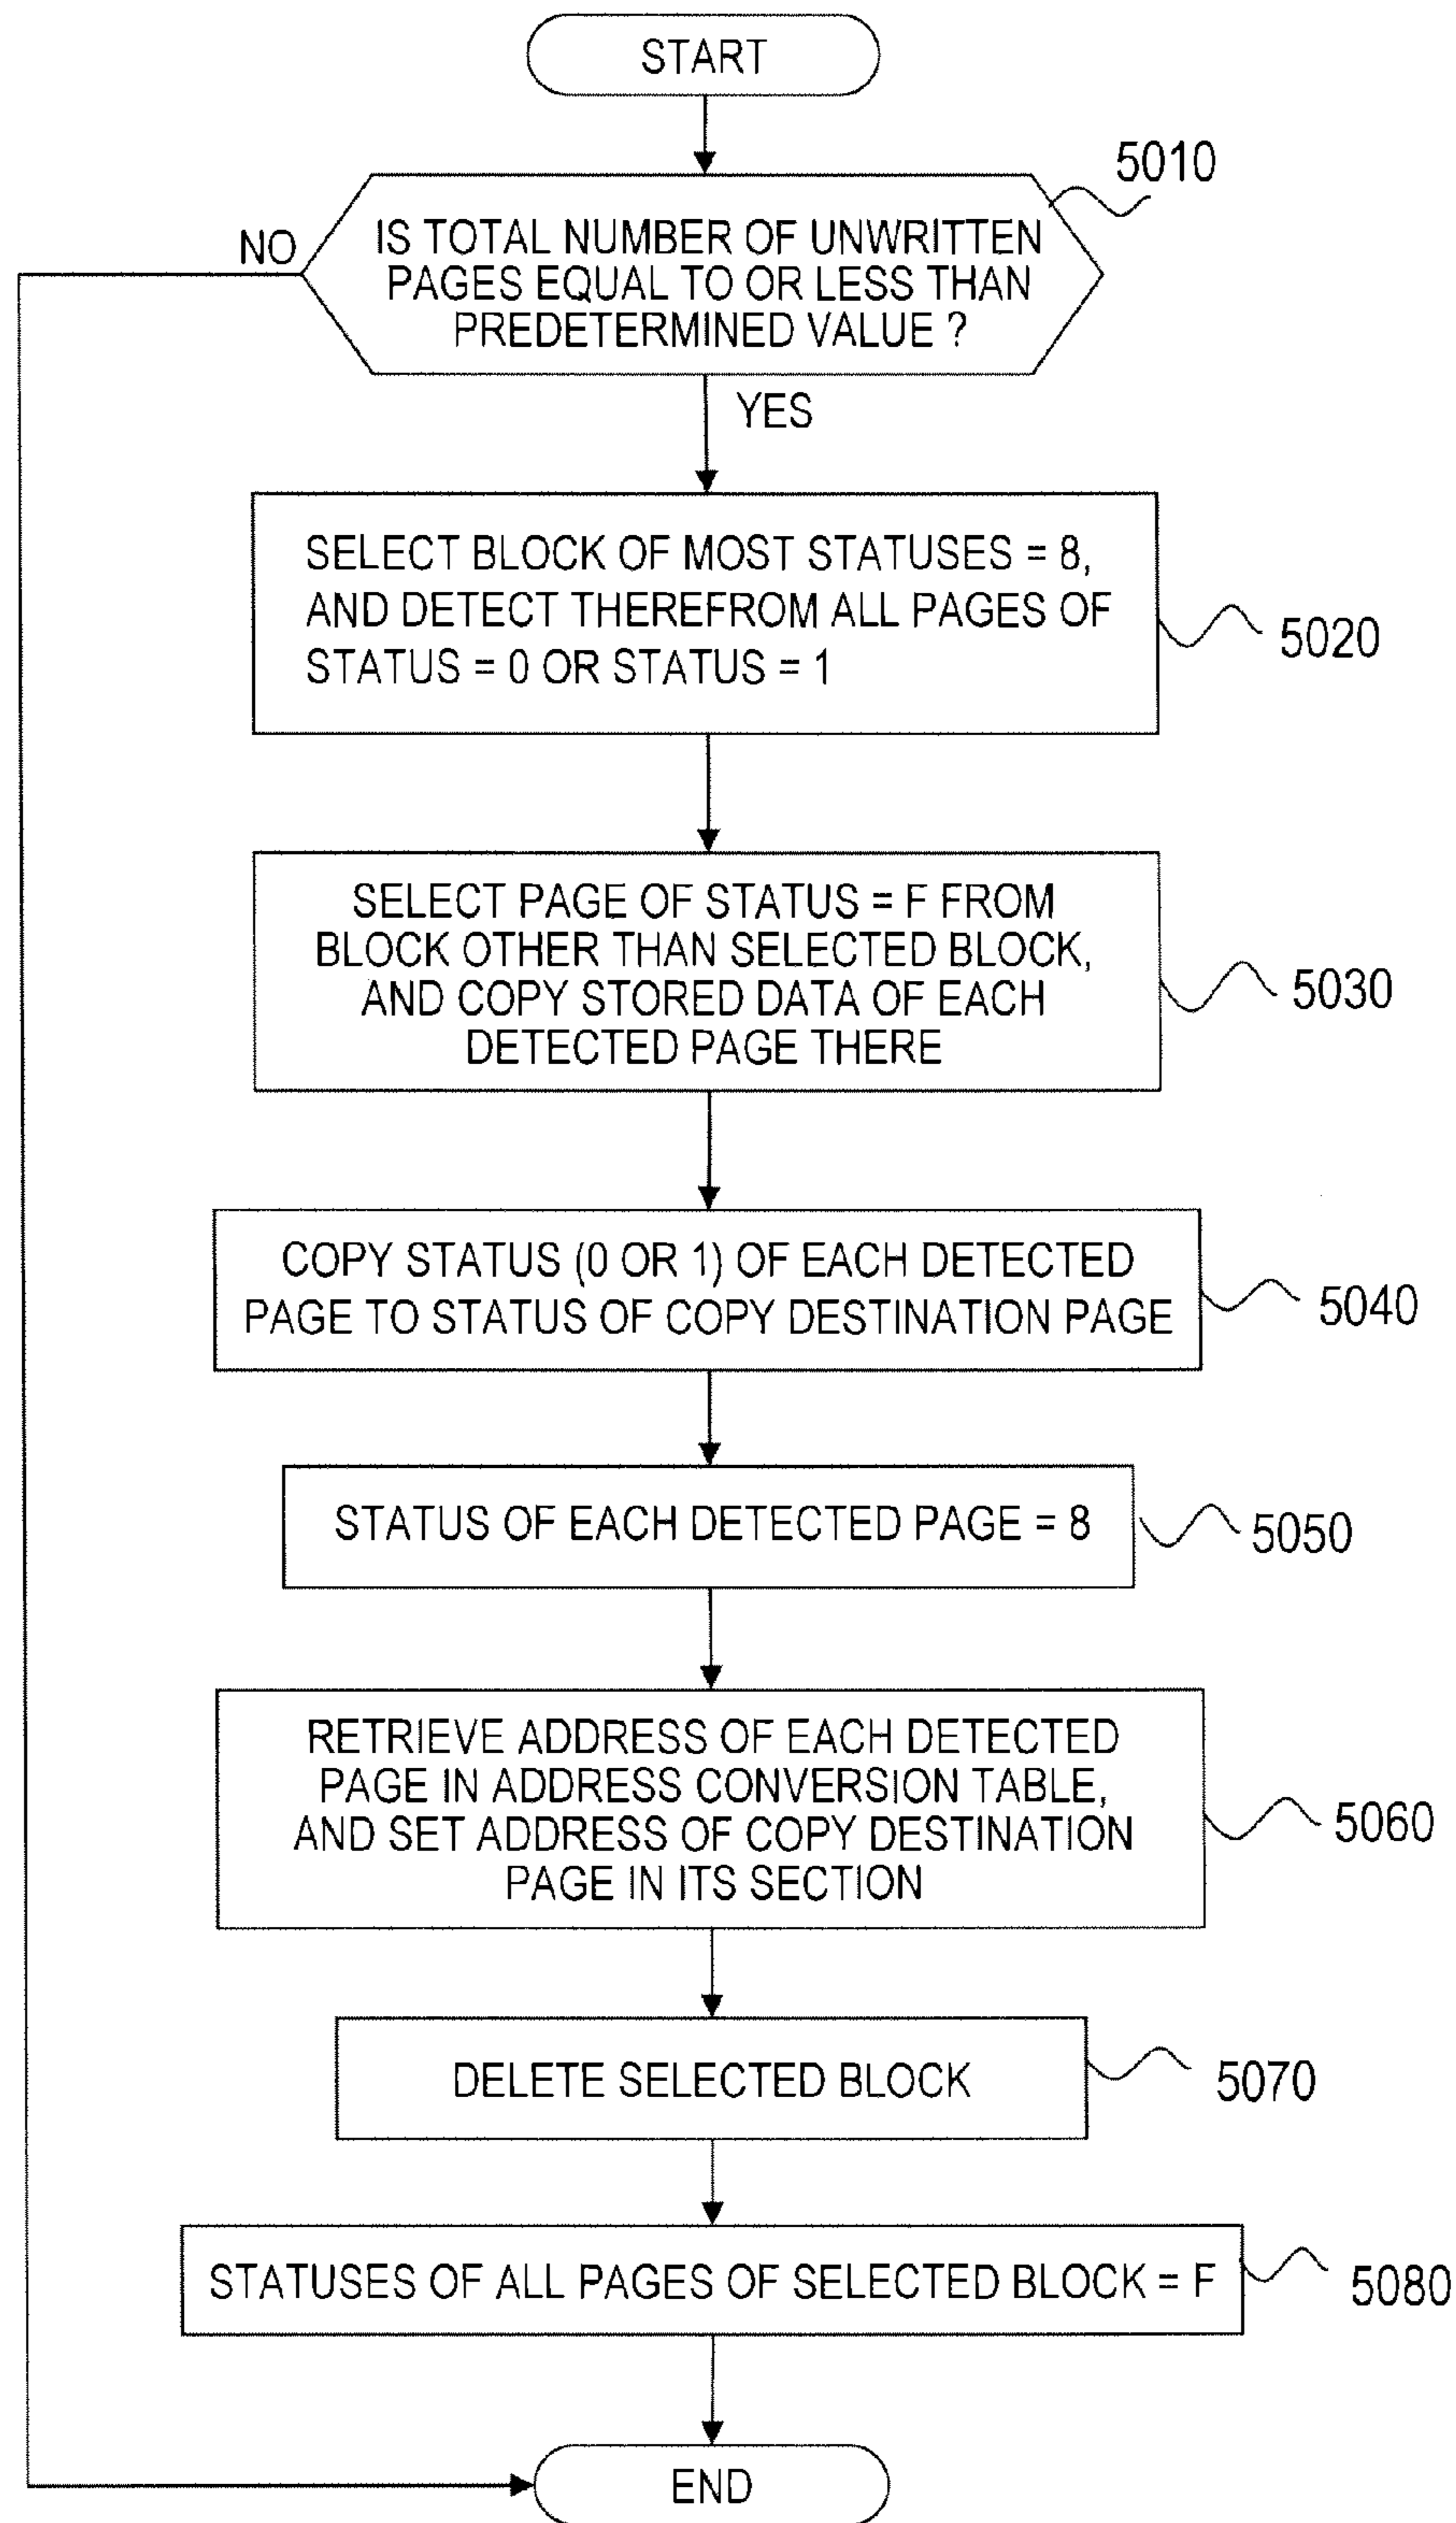 START
5010
NO
IS TOTAL NUMBER OF UNWRITTEN
PAGES EQUAL TO OR LESS THAN
PREDETERMINED VALUE ?
YES
SELECT BLOCK OF MOST STATUSES = 8,
AND DETECT THEREFROM ALL PAGES OF
STATUS = 0 OR STATUS = 1
5020
SELECT PAGE OF STATUS = F FROM
BLOCK OTHER THAN SELECTED BLOCK,
AND COPY STORED DATA OF EACH
DETECTED PAGE THERE
5030
COPY STATUS (0 OR 1) OF EACH DETECTED
PAGE TO STATUS OF COPY DESTINATION PAGE
5040
STATUS OF EACH DETECTED PAGE = 8
5050
RETRIEVE ADDRESS OF EACH DETECTED
PAGE IN ADDRESS CONVERSION TABLE,
AND SET ADDRESS OF COPY DESTINATION
PAGE IN ITS SECTION
5060
DELETE SELECTED BLOCK
5070
STATUSES OF ALL PAGES OF SELECTED BLOCK = F
5080
END